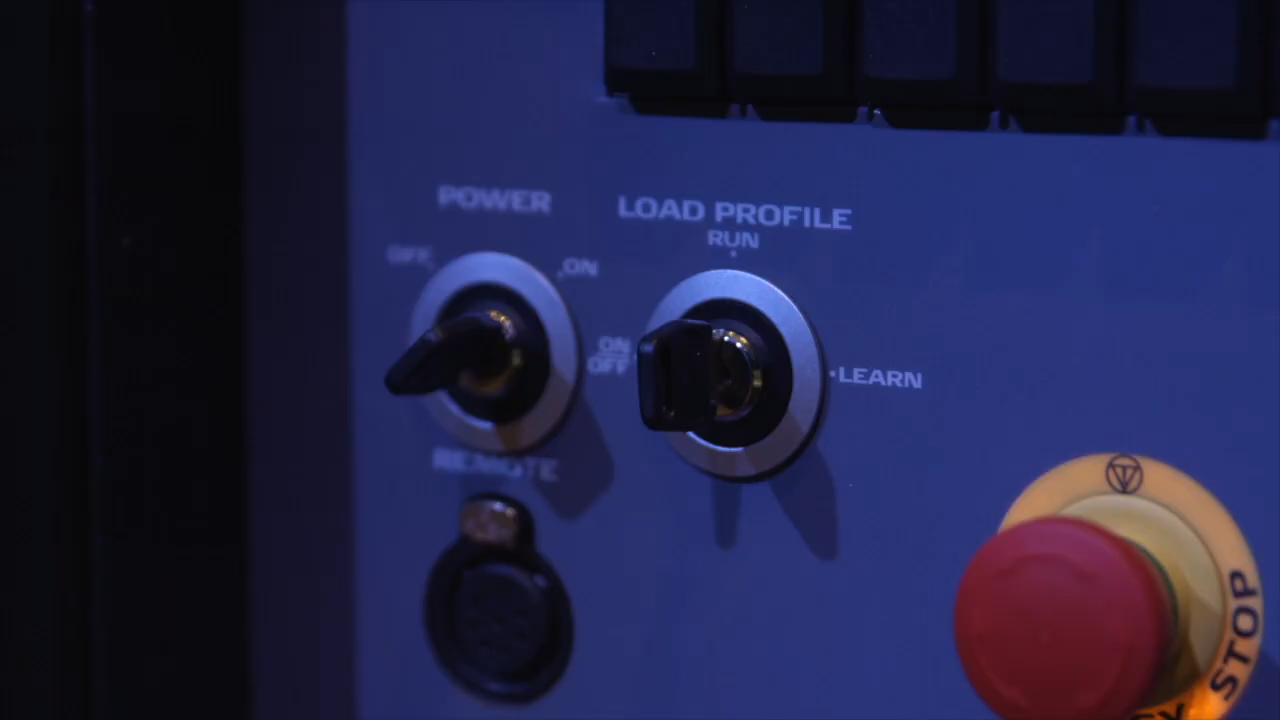 POWER
LOAD PROFILE
RUN
OFF
ON
ON
OFF
LEARN
REMOTE
STOP